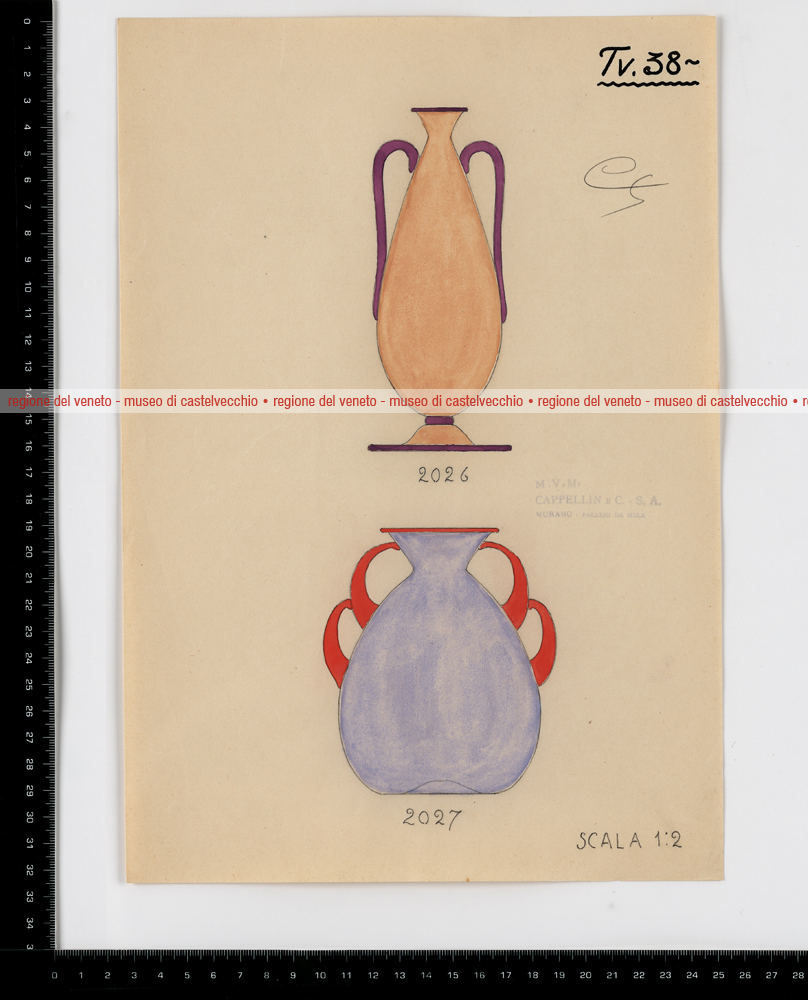 Tv. 38~
regione del veneto - museo di castelvecchio • regione del veneto - museo di castelvecchio • regione del veneto - museo di castelvecchio • r
2026
M.V.M.
CAPPELLIN E C. - S. A.
MURANO - PALAZZO DA MULA
2027
SCALA 1:2
0 1 2 3 4 5 6 7 8 9 10 11 12 13 14 15 16 17 18 19 20 21 22 23 24 25 26 27 28 29 30 31 32 33 34 3
0 1 2 3 4 5 6 7 8 9 10 11 12 13 14 15 16 17 18 19 20 21 22 23 24 25 26 27 28